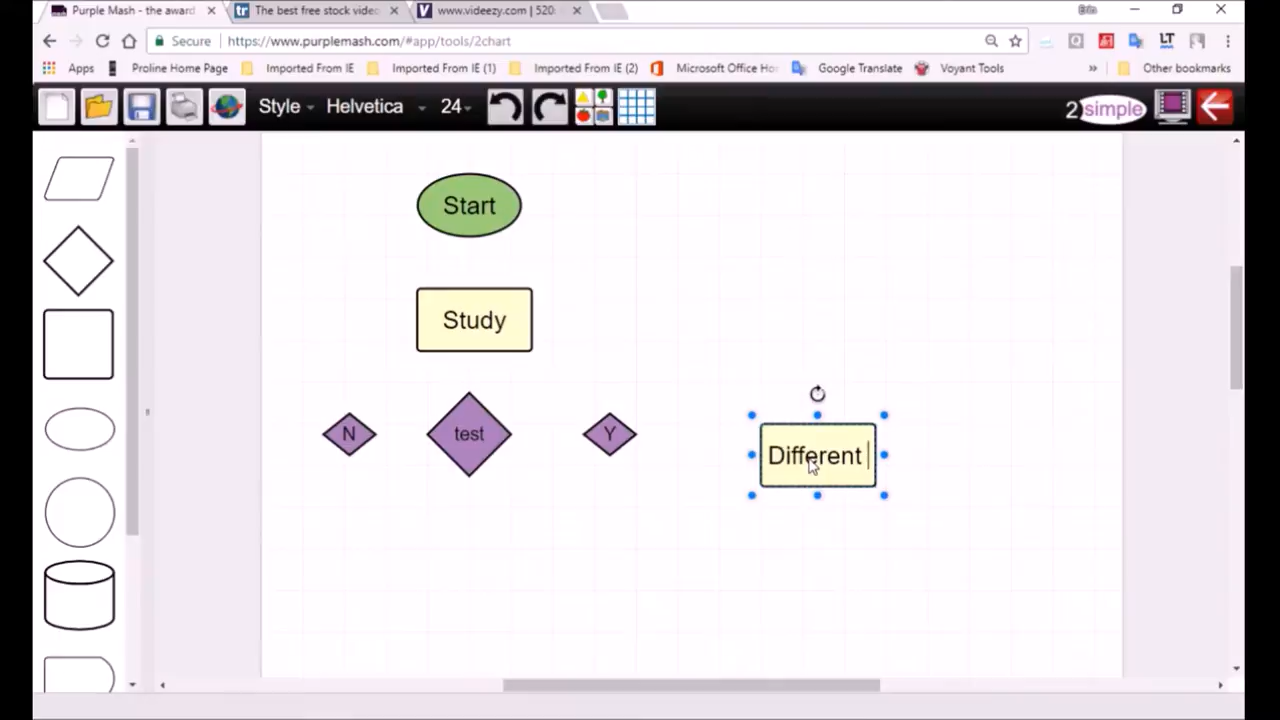 Purple Mash - the award
The best free stock video
www.videezy.com | 520
Secure
https://www.purplemash.com/#app/tools/2chart
Apps
Proline Home Page
Imported From IE
Imported From IE (1)
Imported From IE (2)
Microsoft Office Ho
Google Translate
Voyant Tools
»
Other bookmarks
Style
Helvetica
24
2simple
Start
Study
N
test
Y
Different